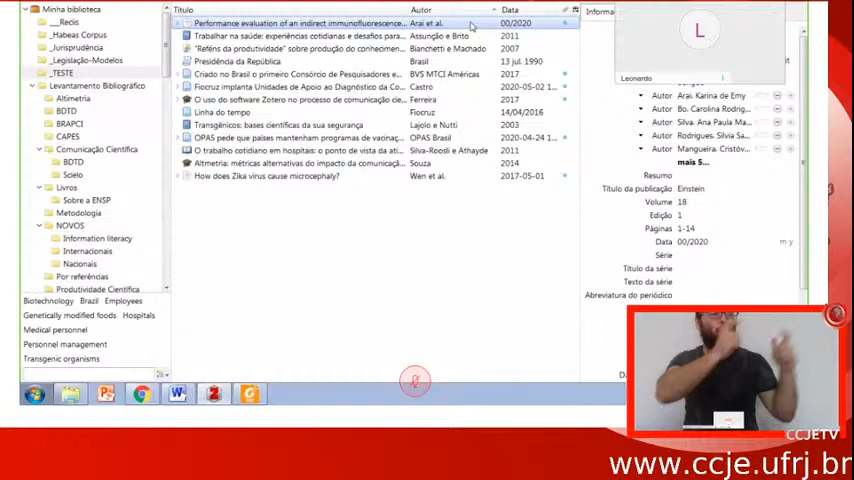 Minha biblioteca
__Reciis
_Habeas Corpus
_Jurisprudência
_Legislação-Modelos
_TESTE
Levantamento Bibliográfico
Altimetria
BDTD
BRAPCI
CAPES
Comunicação Científica
BDTD
Scielo
Livros
Sobre a ENSP
Metodologia
NOVOS
Information literacy
Internacionais
Nacionais
Por referências
Produtividade Científica
Biotechnology Brazil Employees
Genetically modified foods Hospitals
Medical personnel
Personnel management
Transgenic organisms
Título Autor Data
Performance evaluation of an indirect immunofluorescence... Arai et al. 00/2020
Trabalhar na saúde: experiências cotidianas e desafios para... Assunção e Brito 2011
"Reféns da produtividade" sobre produção do conhecimen... Bianchetti e Machado 2007
Presidência da República Brasil 13 jul. 1990
Criado no Brasil o primeiro Consórcio de Pesquisadores e... BVS MTCI Américas 2017
Fiocruz implanta Unidades de Apoio ao Diagnóstico da Co... Castro 2020-05-02 1...
O uso do software Zotero no processo de comunicação cie... Ferreira 2017
Linha do tempo Fiocruz 14/04/2016
Transgênicos: bases científicas da sua segurança Lajolo e Nutti 2003
OPAS pede que países mantenham programas de vacinaç... OPAS Brasil 2020-04-24 1...
O trabalho cotidiano em hospitais: o ponto de vista da ati... Silva-Roosli e Athayde 2011
Altmetria: métricas alternativas do impacto da comunicaçã... Souza 2014
How does Zika virus cause microcephaly? Wen et al. 2017-05-01
Informa
L
Leonardo
Autor Arai, Karina de Emy
Autor Bo, Carolina Rodrig...
Autor Silva, Ana Paula Ma...
Autor Rodrigues, Silvia Sa...
Autor Mangueira, Cristóv...
mais 5...
Resumo
Título da publicação Einstein
Volume 18
Edição 1
Páginas 1-14
Data 00/2020 m y
Série
Título da série
Texto da série
Abreviatura do periódico
CCJETV
www.ccje.ufrj.br